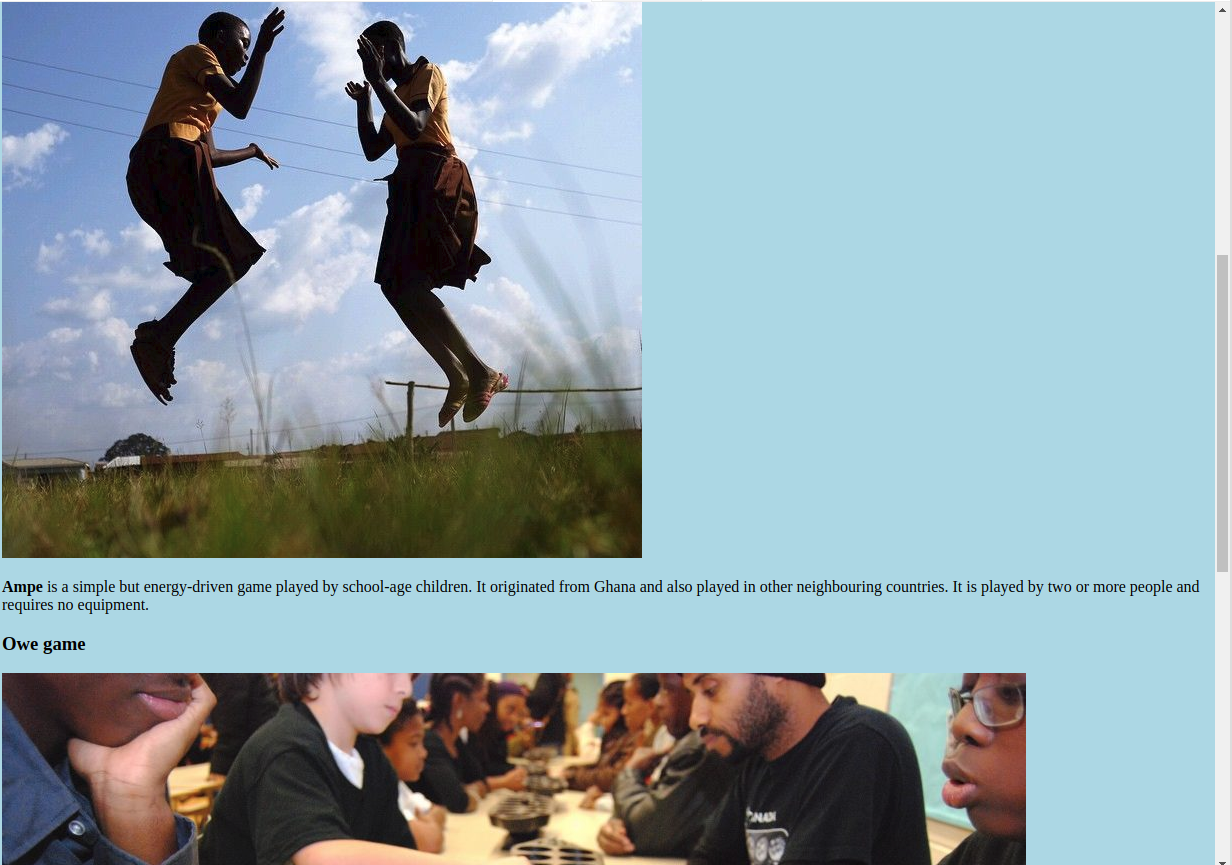 Ampe is a simple but energy-driven game played by school-age children. It originated from Ghana and also played in other neighbouring countries. It is played by two or more people and
requires no equipment.
Owe game